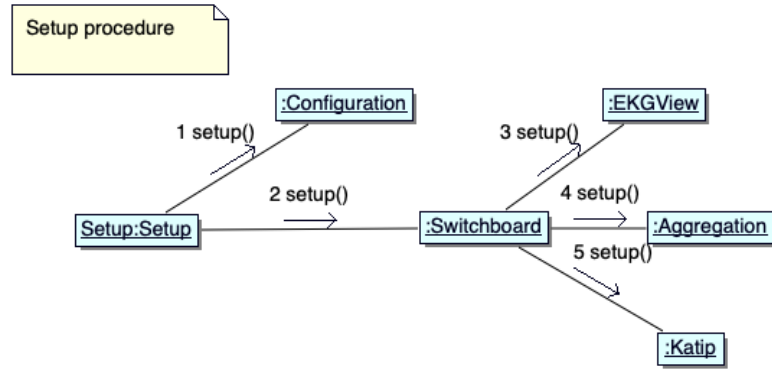 Setup procedure
:Configuration
:EKGView
1 setup()
3 setup()
2 setup()
4 setup()
Setup:Setup
:Switchboard
:Aggregation
5 setup()
:Katip